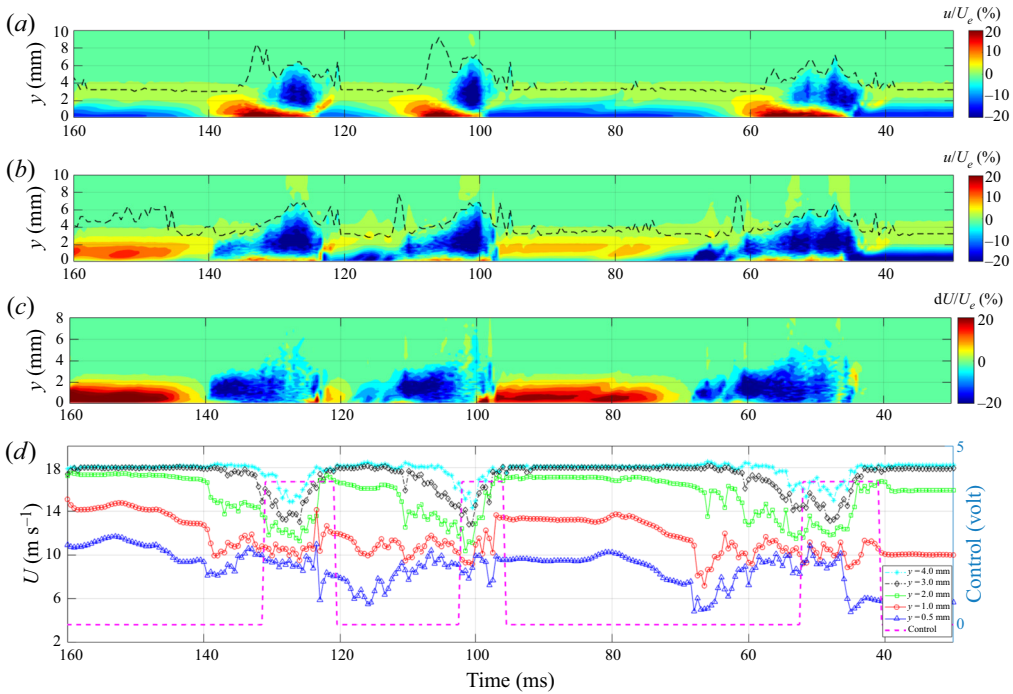 (a)
u/Uₑ (%)
10
8
6
4
2
0
y (mm)
160 140 120 100 80 60 40
20
10
0
–10
–20
(b)
u/Uₑ (%)
10
8
6
4
2
0
y (mm)
160 140 120 100 80 60 40
20
10
0
–10
–20
(c)
dU/Uₑ (%)
8
6
4
2
0
y (mm)
160 140 120 100 80 60 40
20
10
0
–10
–20
(d)
18
14
10
6
2
U (m s⁻¹)
5
0
Control (volt)
y = 4.0 mm
y = 3.0 mm
y = 2.0 mm
y = 1.0 mm
y = 0.5 mm
Control
160 140 120 100 80 60 40
Time (ms)